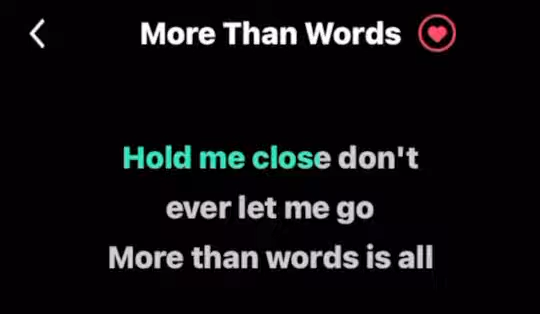 More Than Words
Hold me close don't
ever let me go
More than words is all